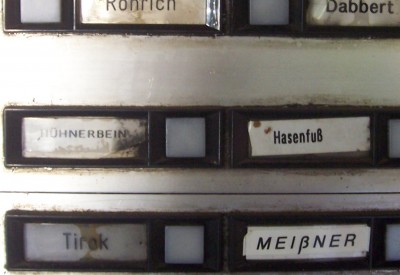 Röhrich
Dabbert
HÜHNERBEIN
Hasenfuß
Tirok
MEIßNER